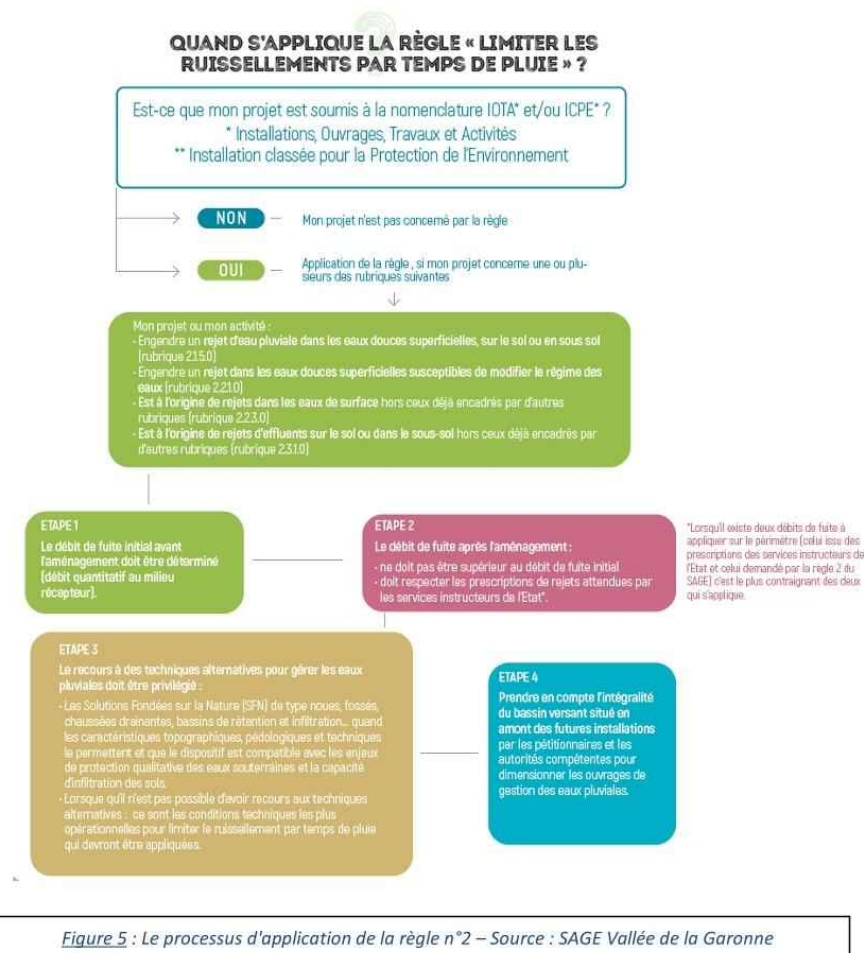 QUAND S'APPLIQUE LA RÈGLE « LIMITER LES
RUISSELLEMENTS PAR TEMPS DE PLUIE » ?
Est-ce que mon projet est soumis à la nomenclature IOTA* et/ou ICPE* ?
* Installations, Ouvrages, Travaux et Activités
** Installation classée pour la Protection de l'Environnement
NON
Mon projet n'est pas concerné par la règle
OUI
Application de la règle , si mon projet concerne une ou plu-
sieurs des rubriques suivantes
Mon projet ou mon activité :
- Engendre un rejet d'eau pluviale dans les eaux douces superficielles, sur le sol ou en sous sol
(rubrique 2.1.5.0)
- Engendre un rejet dans les eaux douces superficielles susceptibles de modifier le régime des
eaux (rubrique 2.2.1.0)
- Est à l'origine de rejets dans les eaux de surface hors ceux déjà encadrés par d'autres
rubriques (rubrique 2.2.3.0)
- Est à l'origine de rejets d'effluents sur le sol ou dans le sous-sol hors ceux déjà encadrés par
d'autres rubriques (rubrique 2.3.1.0)
ETAPE 1
Le débit de fuite initial avant
l'aménagement doit être déterminé
(débit quantitatif au milieu
récepteur).
ETAPE 2
Le débit de fuite après l'aménagement :
- ne doit pas être supérieur au débit de fuite initial
- doit respecter les prescriptions de rejets attendues par
les services instructeurs de l'Etat*.
*Lorsqu'il existe deux débits de fuite à
appliquer sur le périmètre (celui issu des
prescriptions des services instructeurs de
l'Etat et celui demandé par la règle 2 du
SAGE) c'est le plus contraignant des deux
qui s'applique.
ETAPE 3
Le recours à des techniques alternatives pour gérer les eaux
pluviales doit être privilégié :
- Les Solutions Fondées sur la Nature (SFN) de type noues, fossés,
chaussées drainantes, bassins de rétention et infiltration... quand
les caractéristiques topographiques, pédologiques et techniques
le permettent et que le dispositif est compatible avec les enjeux
de protection qualitative des eaux souterraines et la capacité
d'infiltration des sols.
- Lorsque qu'il n'est pas possible d'avoir recours aux techniques
alternatives : ce sont les conditions techniques les plus
opérationnelles pour limiter le ruissellement par temps de pluie
qui devront être appliquées.
ETAPE 4
Prendre en compte l'intégralité
du bassin versant situé en
amont des futures installations
par les pétitionnaires et les
autorités compétentes pour
dimensionner les ouvrages de
gestion des eaux pluviales.
Figure 5 : Le processus d'application de la règle n°2 – Source : SAGE Vallée de la Garonne